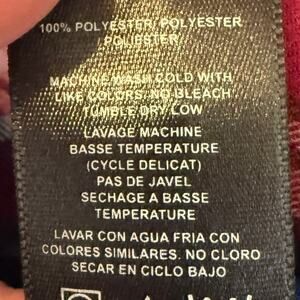 100% POLYESTER, POLYESTER
POLIESTER
MACHINE WASH COLD WITH
LIKE COLORS. NO BLEACH
TUMBLE DRY LOW
LAVAGE MACHINE
BASSE TEMPERATURE
(CYCLE DELICAT)
PAS DE JAVEL
SECHAGE A BASSE
TEMPERATURE
LAVAR CON AGUA FRIA CON
COLORES SIMILARES. NO CLORO
SECAR EN CICLO BAJO